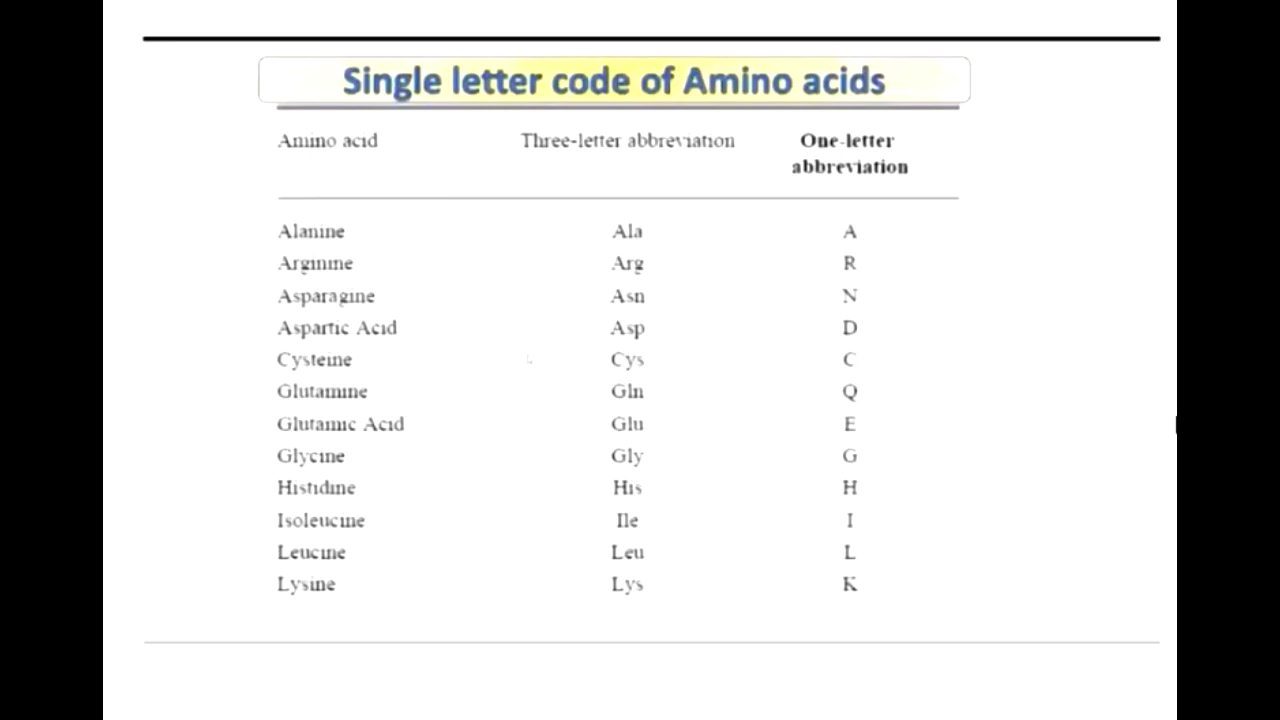 Single letter code of Amino acids
Amino acid Three-letter abbreviation One-letter abbreviation
Alanine Ala A
Arginine Arg R
Asparagine Asn N
Aspartic Acid Asp D
Cysteine Cys C
Glutamine Gln Q
Glutamic Acid Glu E
Glycine Gly G
Histidine His H
Isoleucine Ile I
Leucine Leu L
Lysine Lys K